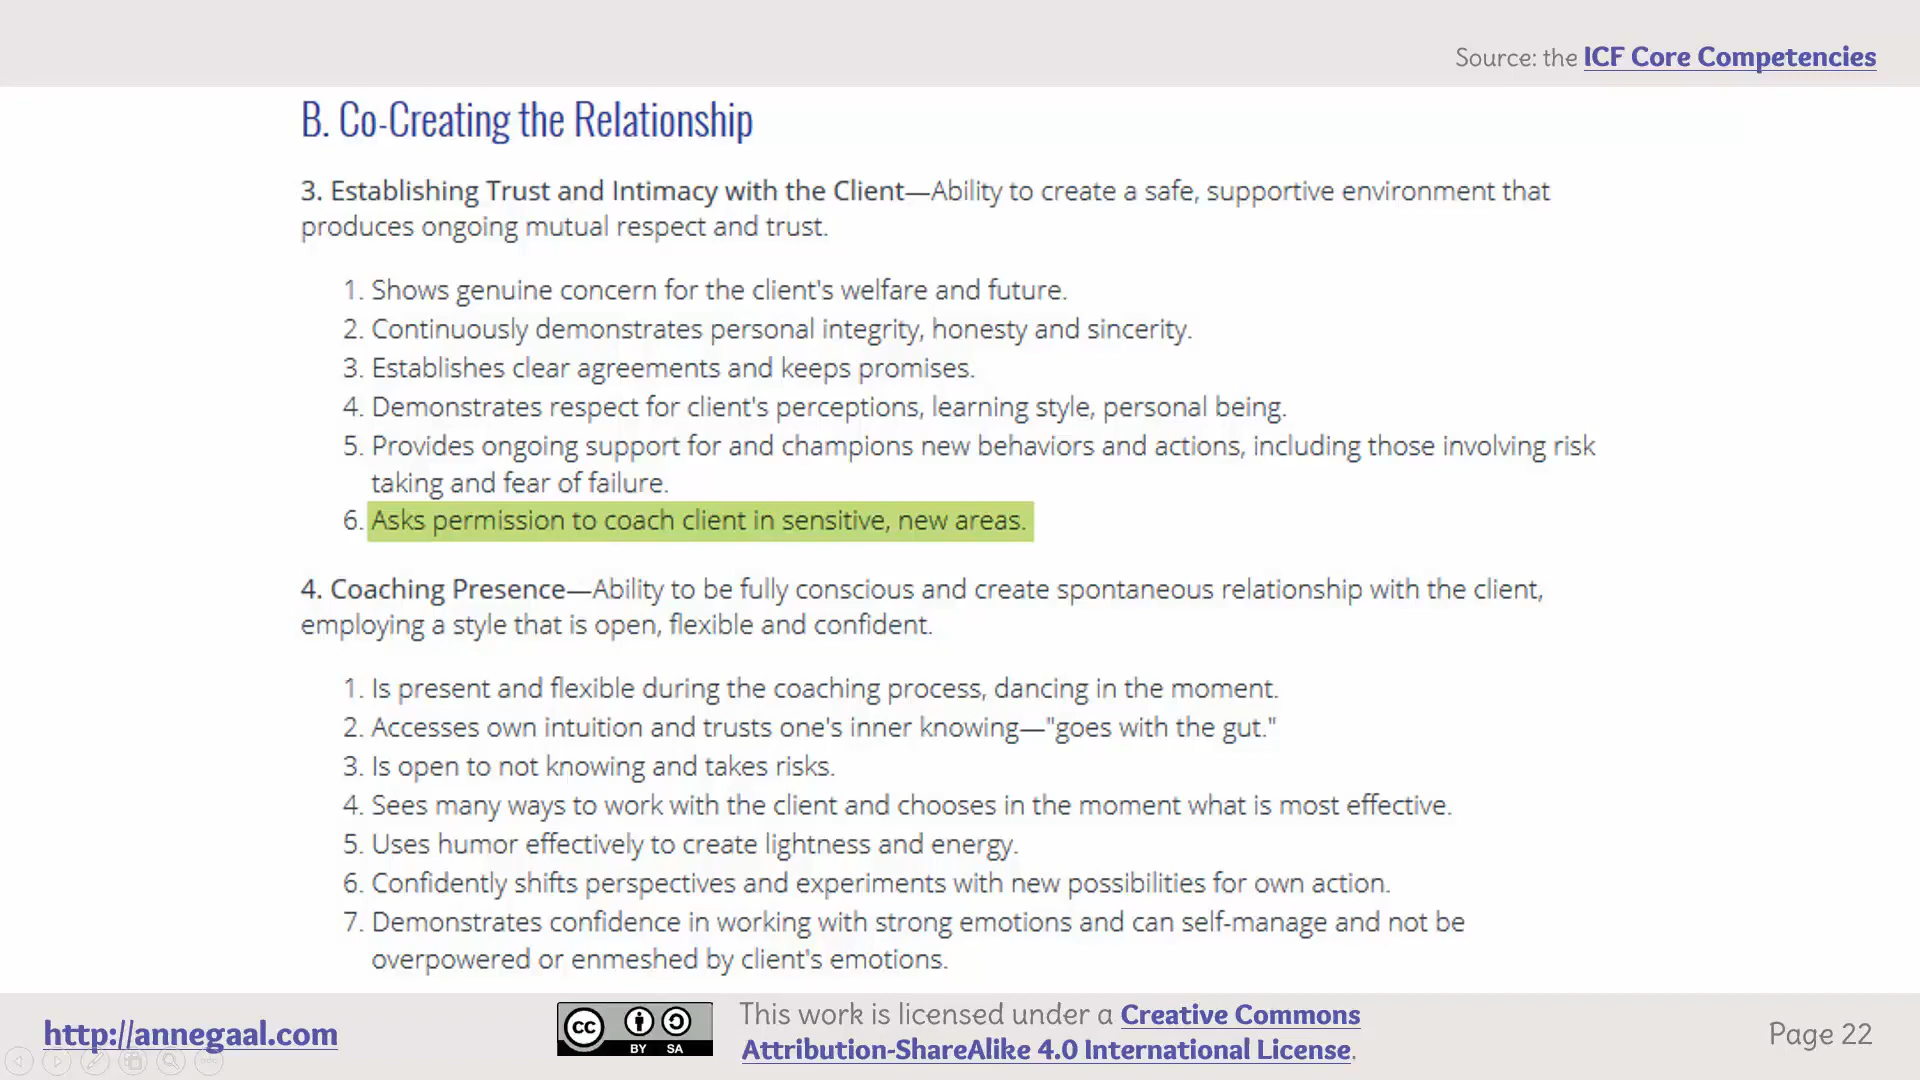 Source: the ICF Core Competencies
B. Co-Creating the Relationship
3. Establishing Trust and Intimacy with the Client—Ability to create a safe, supportive environment that
produces ongoing mutual respect and trust.
1. Shows genuine concern for the client's welfare and future.
2. Continuously demonstrates personal integrity, honesty and sincerity.
3. Establishes clear agreements and keeps promises.
4. Demonstrates respect for client's perceptions, learning style, personal being.
5. Provides ongoing support for and champions new behaviors and actions, including those involving risk
taking and fear of failure.
6. Asks permission to coach client in sensitive, new areas.
4. Coaching Presence—Ability to be fully conscious and create spontaneous relationship with the client,
employing a style that is open, flexible and confident.
1. Is present and flexible during the coaching process, dancing in the moment.
2. Accesses own intuition and trusts one's inner knowing—"goes with the gut."
3. Is open to not knowing and takes risks.
4. Sees many ways to work with the client and chooses in the moment what is most effective.
5. Uses humor effectively to create lightness and energy.
6. Confidently shifts perspectives and experiments with new possibilities for own action.
7. Demonstrates confidence in working with strong emotions and can self-manage and not be
overpowered or enmeshed by client's emotions.
http://annegaal.com
cc BY SA
This work is licensed under a Creative Commons
Attribution-ShareAlike 4.0 International License.
Page 22